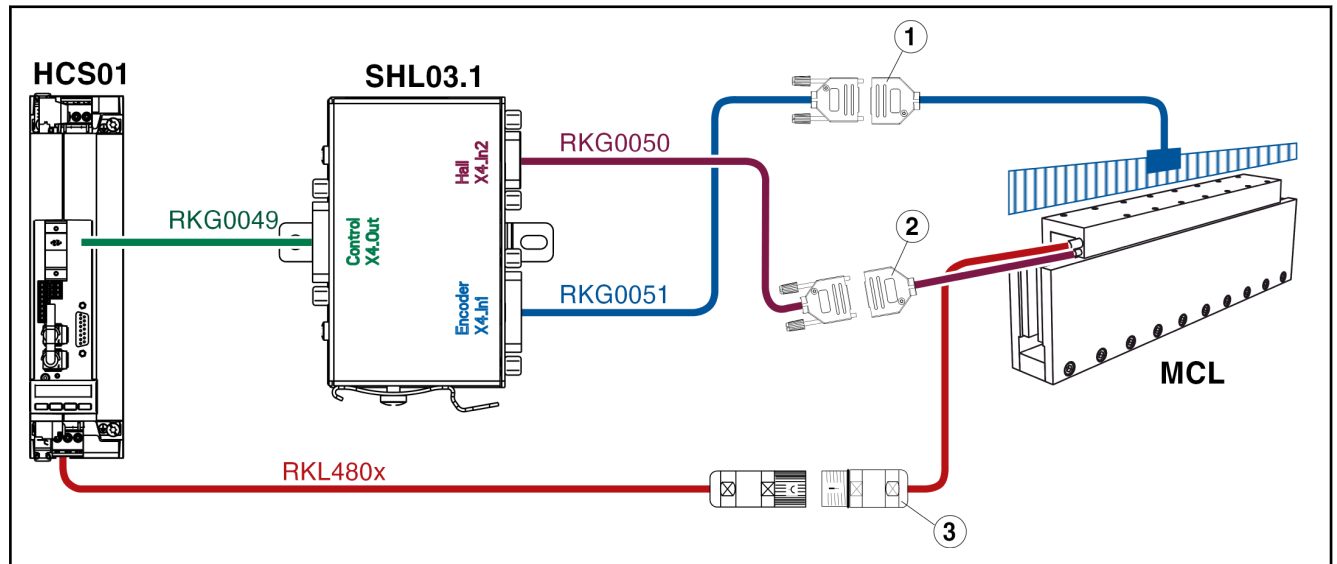 HCS01
SHL03.1
1
RKG0050
Hall
X4.In2
RKG0049
Control
X4.Out
2
RKG0051
Encoder
X4.In1
MCL
RKL480x
3